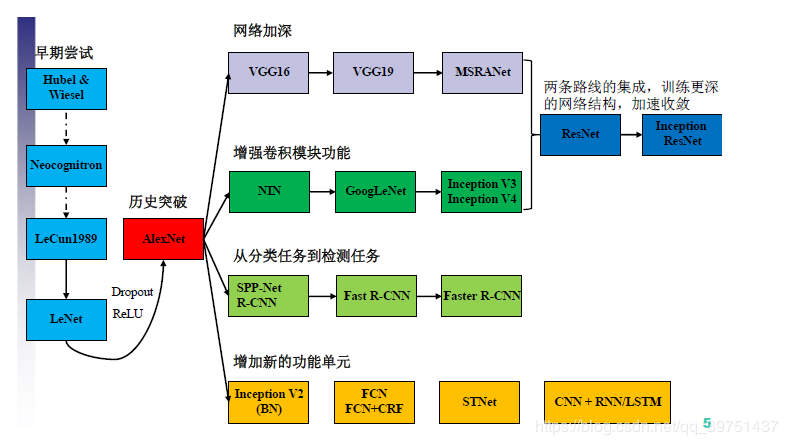 早期尝试
Hubel &
Wiesel
Neocognitron
LeCun1989
LeNet
Dropout
ReLU
历史突破
AlexNet
网络加深
VGG16
VGG19
MSRANet
两条路线的集成，训练更深
的网络结构，加速收敛
ResNet
Inception
ResNet
增强卷积模块功能
NIN
GoogLeNet
Inception V3
Inception V4
从分类任务到检测任务
SPP-Net
R-CNN
Fast R-CNN
Faster R-CNN
增加新的功能单元
Inception V2
(BN)
FCN
FCN+CRF
STNet
CNN + RNN/LSTM
5
https://blog.csdn.net/qq_39751437